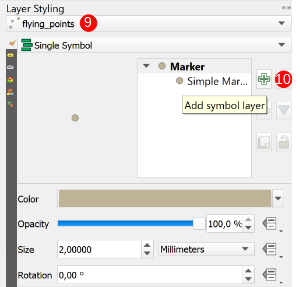 Layer Styling
flying_points 9
Single Symbol
Marker
Simple Mar...
10
Add symbol layer
Color
Opacity 100,0 %
Size 2,00000 Millimeters
Rotation 0,00 °